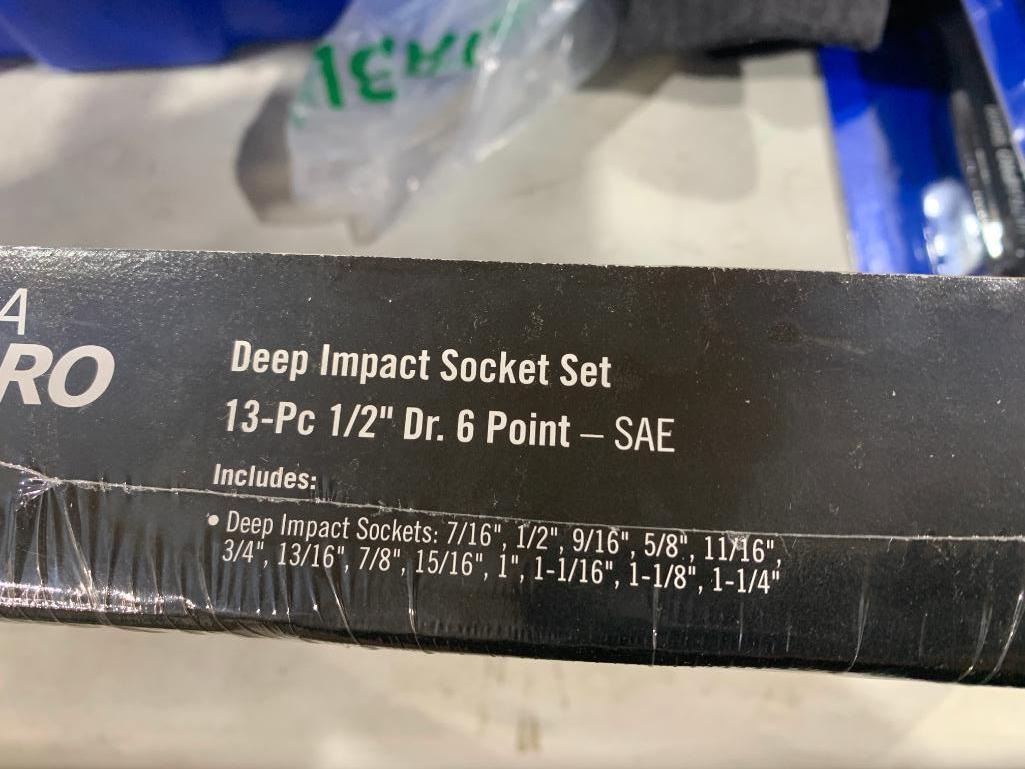 A
RO
Deep Impact Socket Set
13-Pc 1/2" Dr. 6 Point – SAE
Includes:
• Deep Impact Sockets: 7/16", 1/2", 9/16", 5/8", 11/16",
3/4", 13/16", 7/8", 15/16", 1", 1-1/16", 1-1/8", 1-1/4"